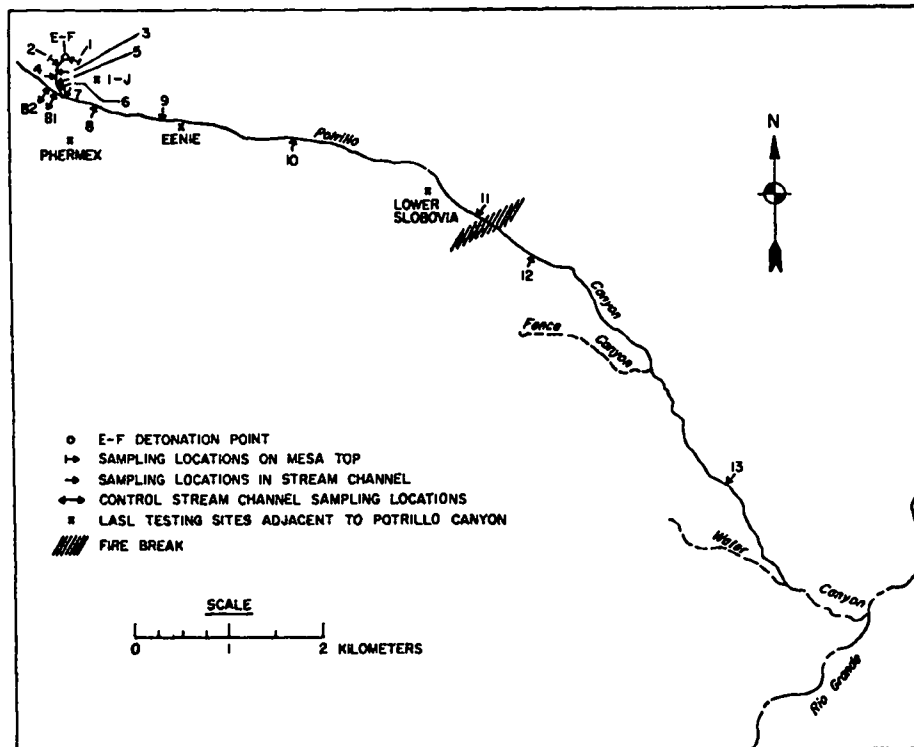 E-F
1
2
3
4
5
I-J
6
7
B2
B1
8
9
PHERMEX
EENIE
10
Potrillo
LOWER
SLOBOVIA
11
12
N
Canyon
Fence
Canyon
13
Water
Canyon
Rio Grande
E-F DETONATION POINT
SAMPLING LOCATIONS ON MESA TOP
SAMPLING LOCATIONS IN STREAM CHANNEL
CONTROL STREAM CHANNEL SAMPLING LOCATIONS
LASL TESTING SITES ADJACENT TO POTRILLO CANYON
FIRE BREAK
SCALE
0 1 2 KILOMETERS